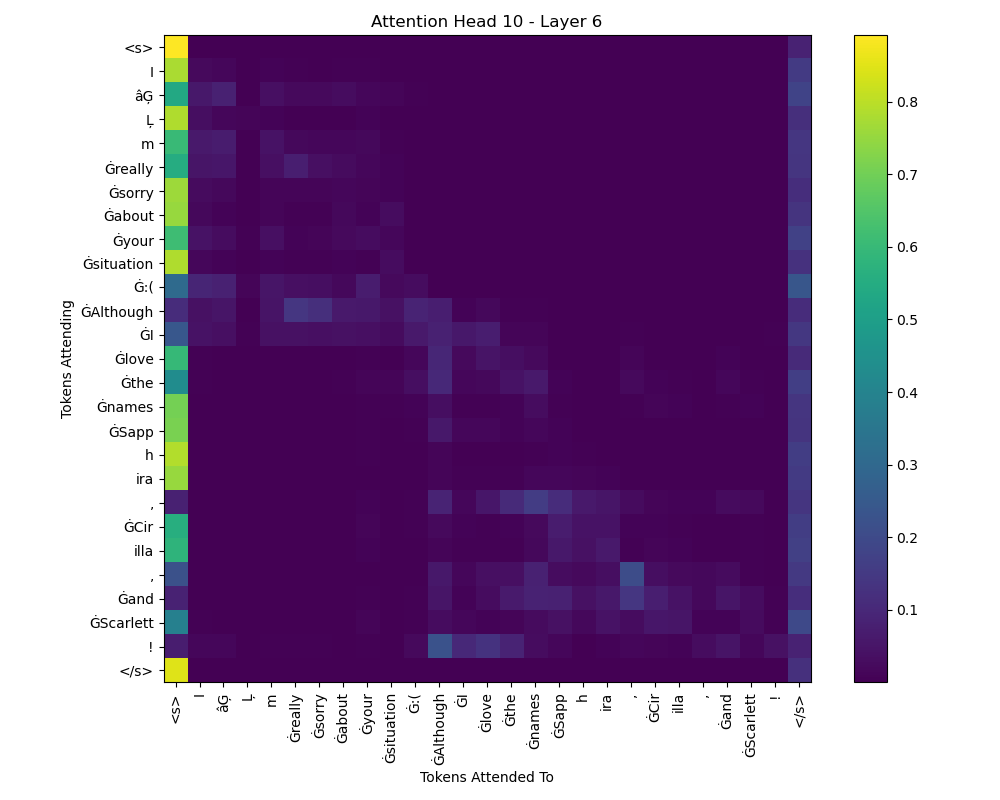 Attention Head 10 - Layer 6
Tokens Attending
<s>
I
âĢ
Ļ
m
Ġreally
Ġsorry
Ġabout
Ġyour
Ġsituation
Ġ:(
ĠAlthough
ĠI
Ġlove
Ġthe
Ġnames
ĠSapp
h
ira
,
ĠCir
illa
,
Ġand
ĠScarlett
!
</s>
<s>
I
âĢ
Ļ
m
Ġreally
Ġsorry
Ġabout
Ġyour
Ġsituation
Ġ:(
ĠAlthough
ĠI
Ġlove
Ġthe
Ġnames
ĠSapp
h
ira
,
ĠCir
illa
,
Ġand
ĠScarlett
!
</s>
Tokens Attended To
0.8
0.7
0.6
0.5
0.4
0.3
0.2
0.1